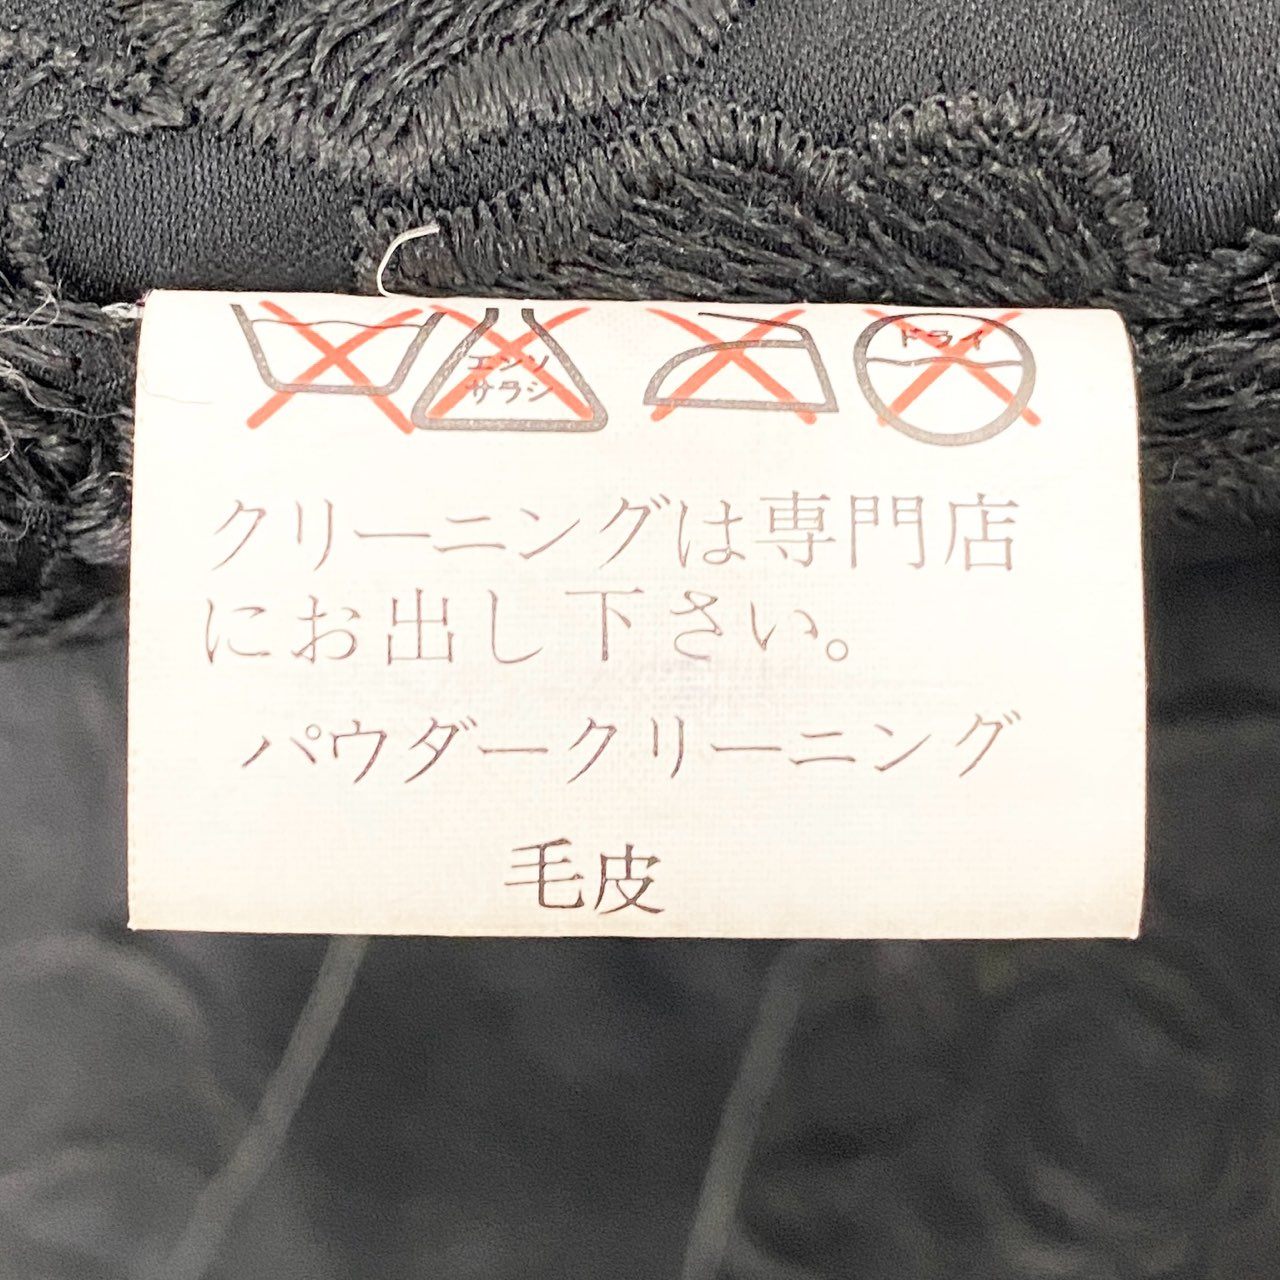 エンソ
サラシ
ドライ
クリーニングは専門店
にお出し下さい。
パウダークリーニング
毛皮